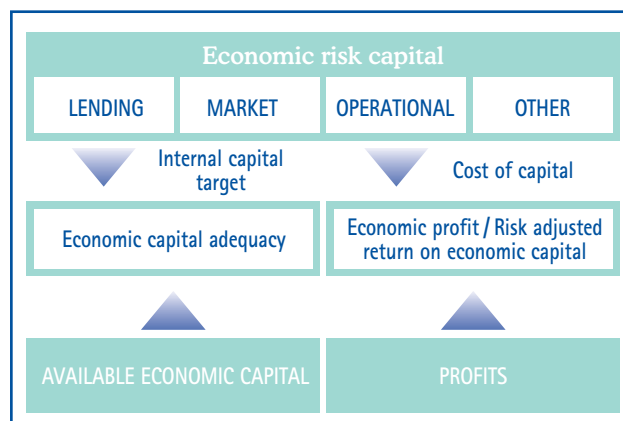 Economic risk capital
LENDING
MARKET
OPERATIONAL
OTHER
Internal capital
target
Cost of capital
Economic capital adequacy
Economic profit / Risk adjusted
return on economic capital
AVAILABLE ECONOMIC CAPITAL
PROFITS